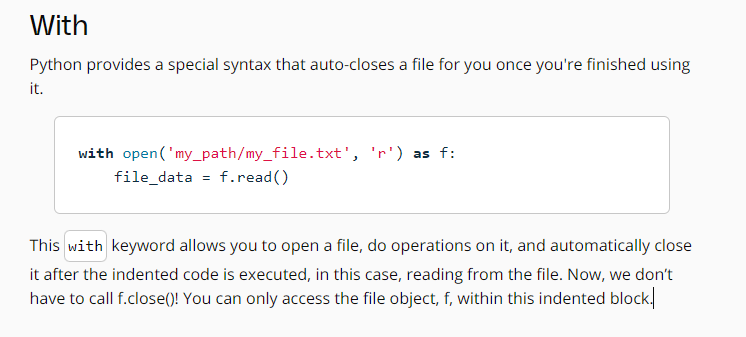 With
Python provides a special syntax that auto-closes a file for you once you're finished using
it.
with open('my_path/my_file.txt', 'r') as f:
    file_data = f.read()
This with keyword allows you to open a file, do operations on it, and automatically close
it after the indented code is executed, in this case, reading from the file. Now, we don’t
have to call f.close()! You can only access the file object, f, within this indented block.